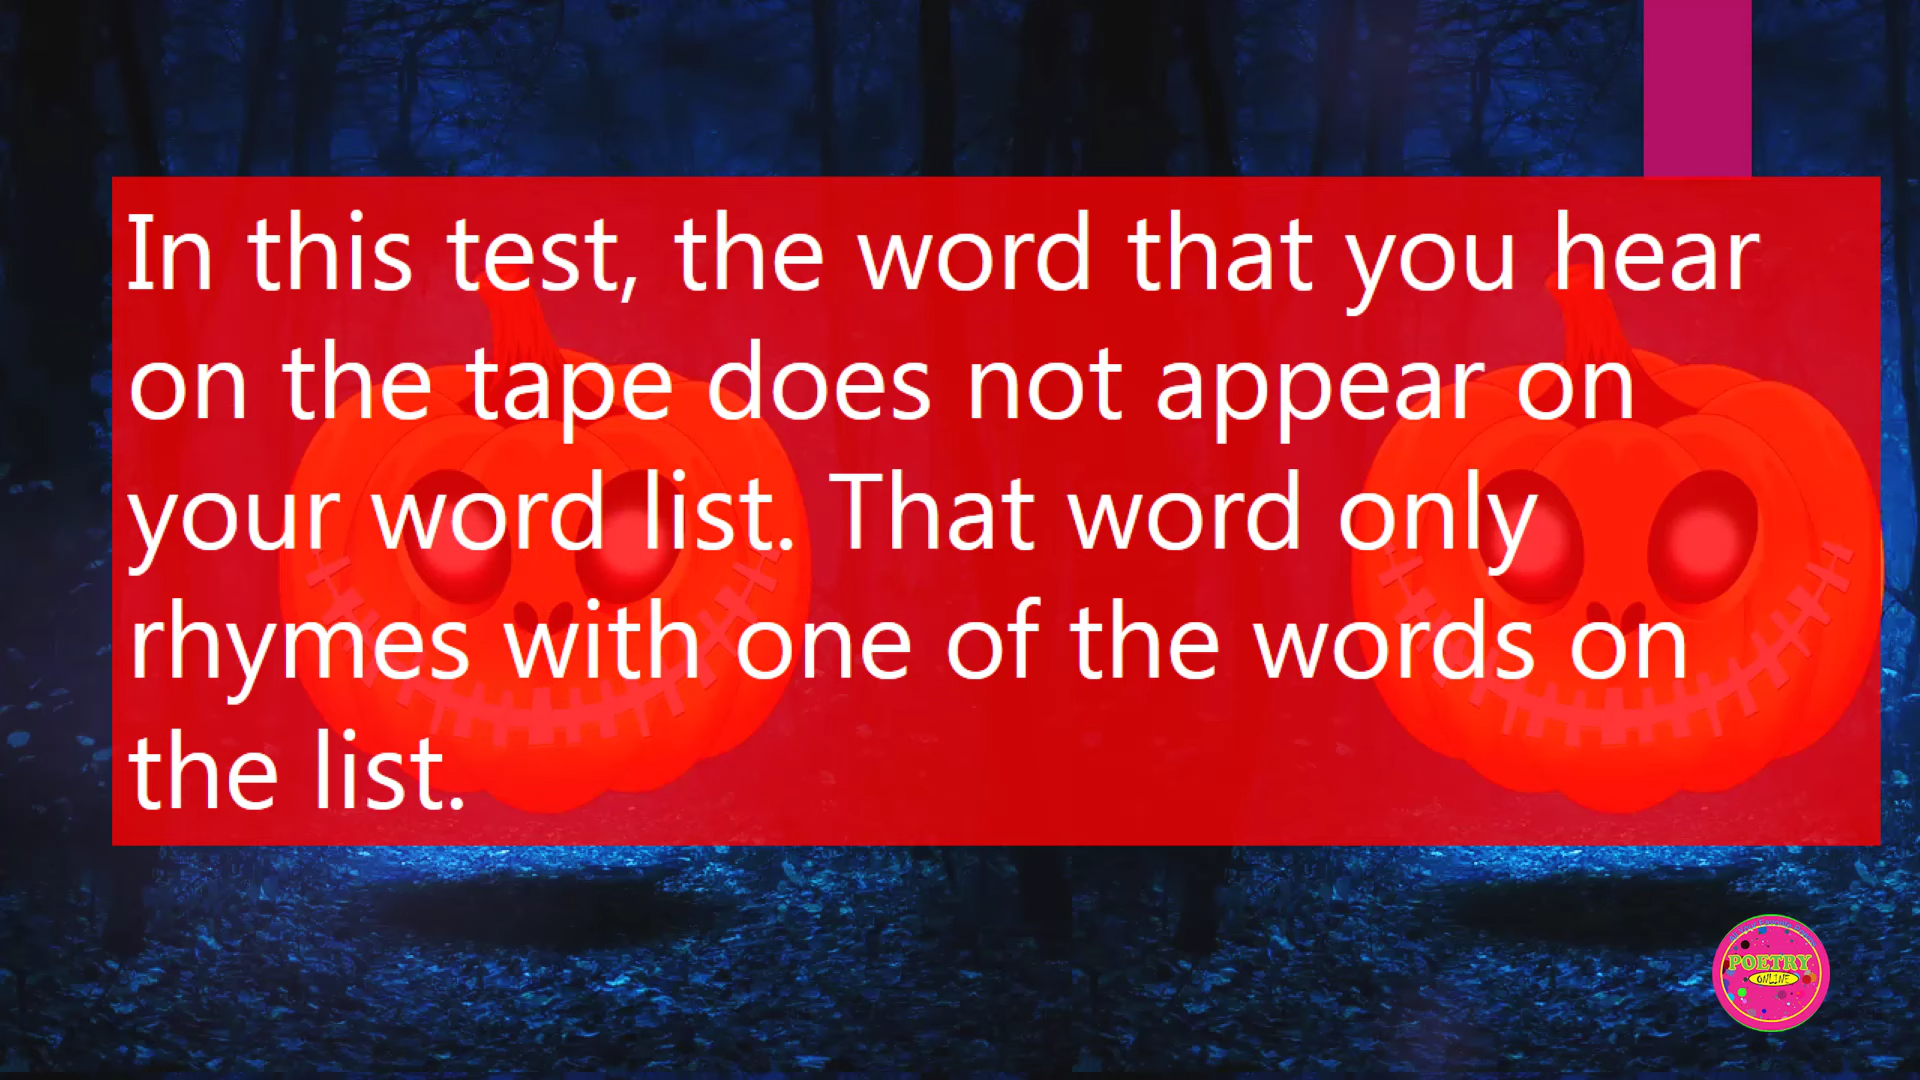 In this test, the word that you hear
on the tape does not appear on
your word list. That word only
rhymes with one of the words on
the list.
POETRY
ONLINE